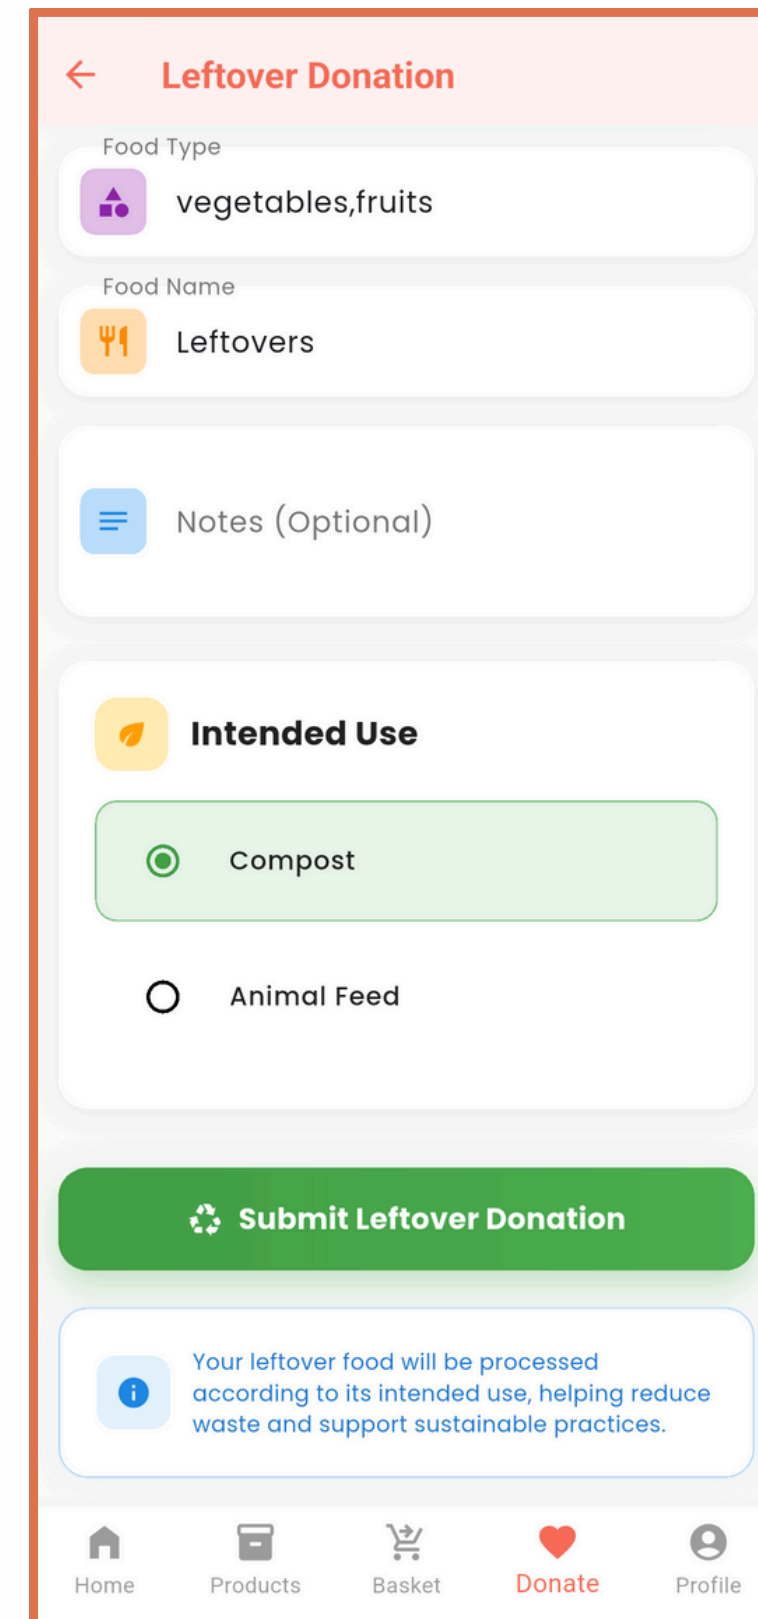 Leftover Donation
Food Type
vegetables,fruits
Food Name
Leftovers
Notes (Optional)
Intended Use
Compost
Animal Feed
Submit Leftover Donation
Your leftover food will be processed
according to its intended use, helping reduce
waste and support sustainable practices.
Home Products Basket Donate Profile